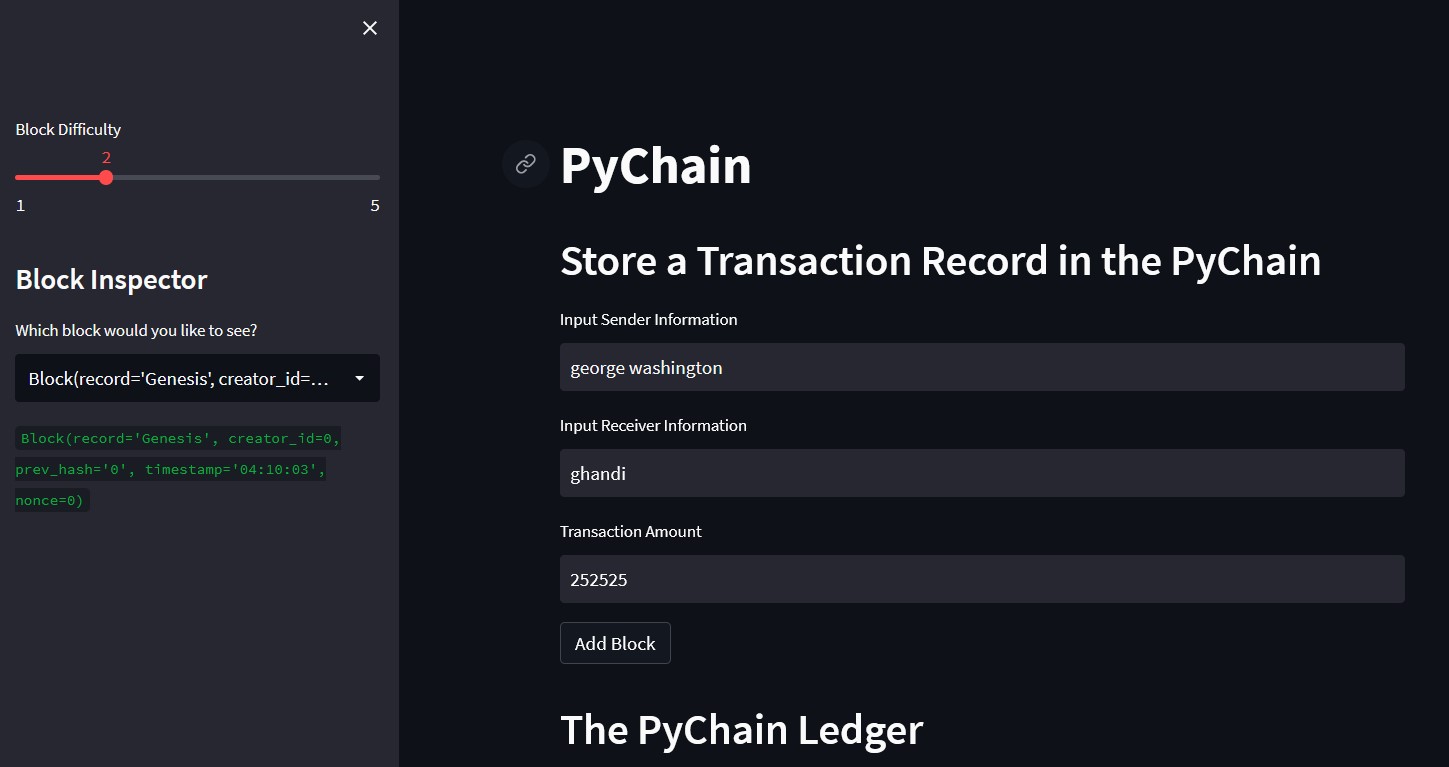 Block Difficulty
2
1
5
Block Inspector
Which block would you like to see?
Block(record='Genesis', creator_id=...
Block(record='Genesis', creator_id=0,
prev_hash='0', timestamp='04:10:03',
nonce=0)
PyChain
Store a Transaction Record in the PyChain
Input Sender Information
george washington
Input Receiver Information
ghandi
Transaction Amount
252525
Add Block
The PyChain Ledger